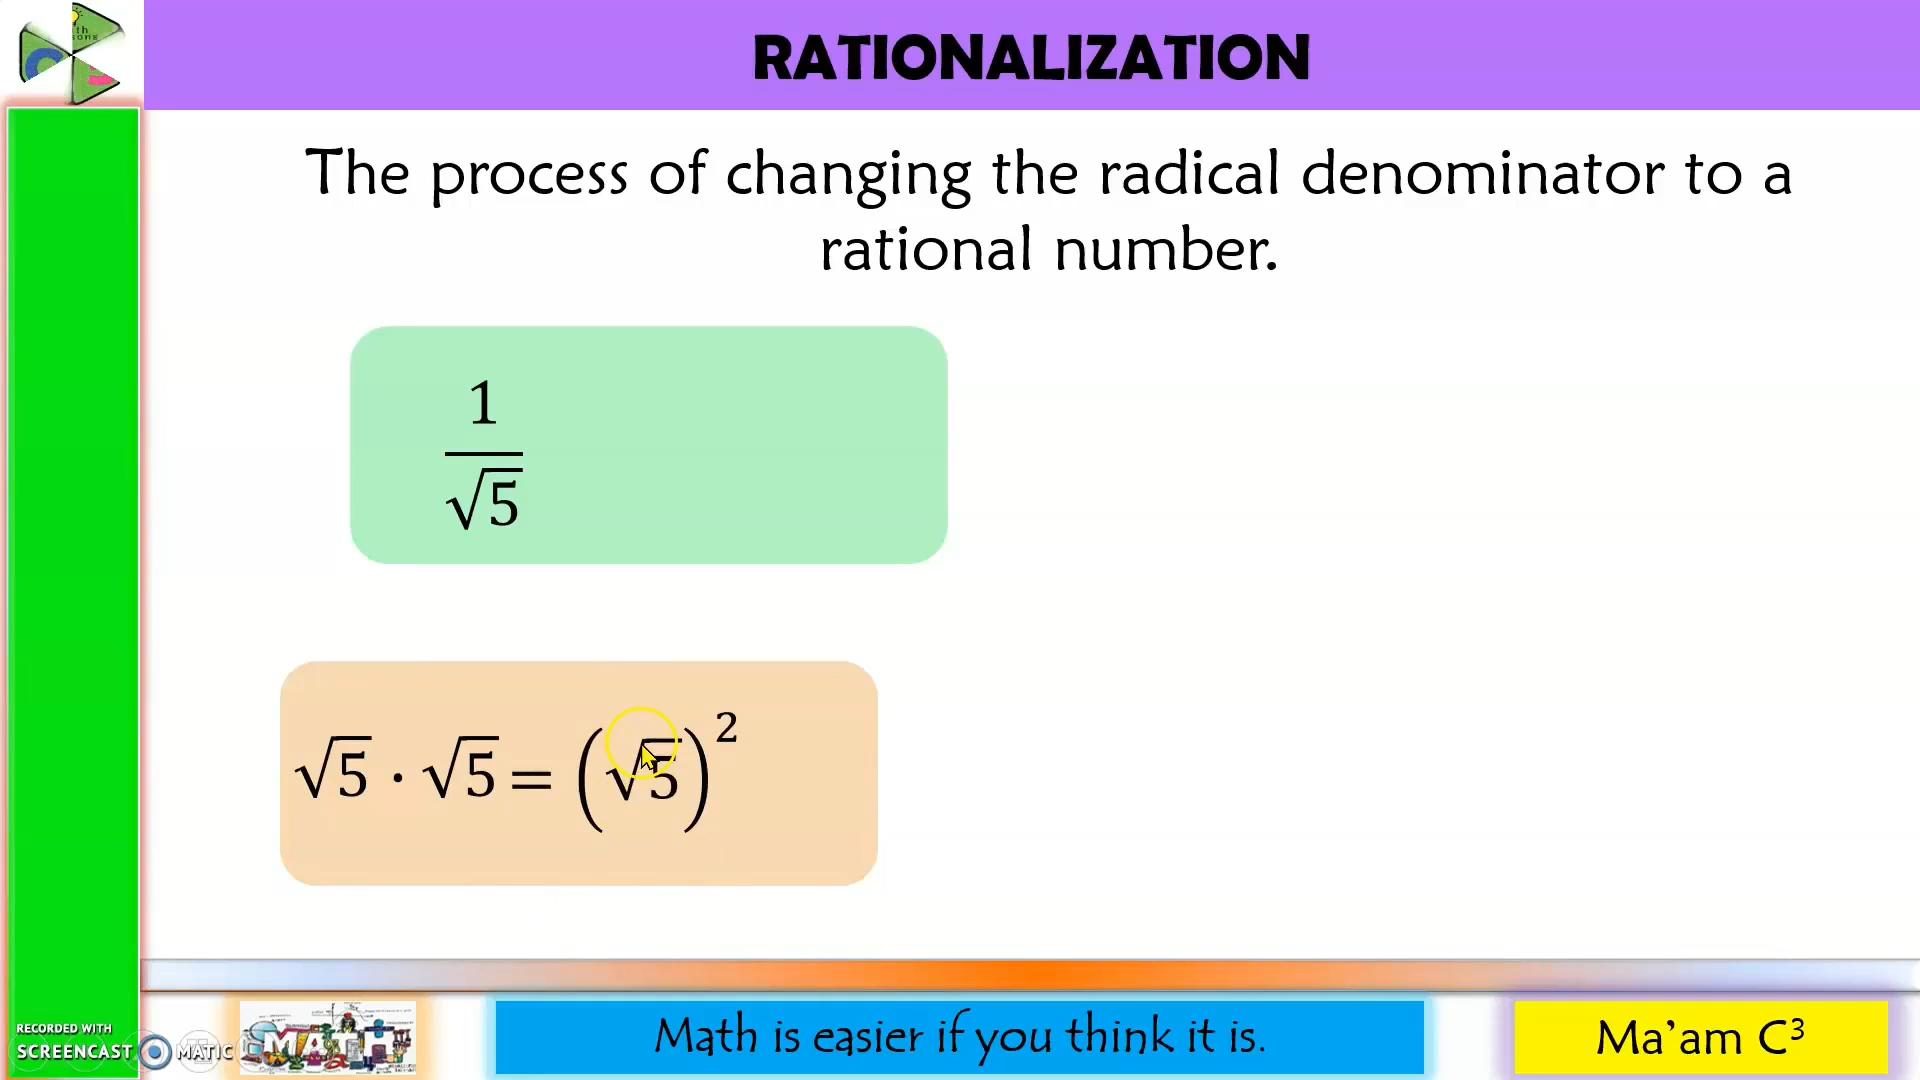 RATIONALIZATION
The process of changing the radical denominator to a
rational number.
1
√5
√5 · √5 = (√5)²
RECORDED WITH
SCREENCAST MATIC
MATH
Math is easier if you think it is.
Ma’am C³